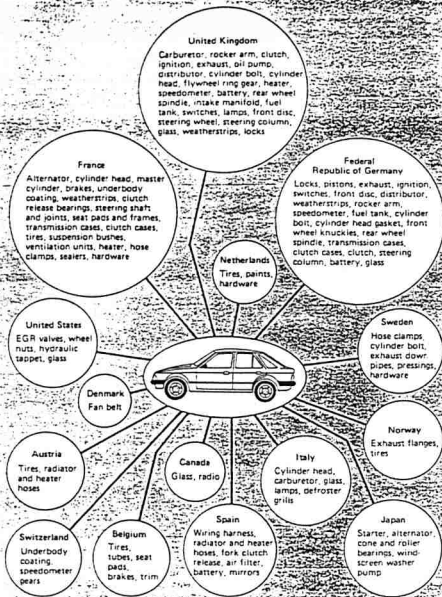 United Kingdom
Carburetor, rocker arm, clutch,
ignition, exhaust, oil pump,
distributor, cylinder bolt, cylinder
head, flywheel ring gear, heater,
speedometer, battery, rear wheel
spindle, intake manifold, fuel
tank, switches, lamps, front disc,
steering wheel, steering column,
glass, weatherstrips, locks
France
Alternator, cylinder head, master
cylinder, brakes, underbody
coating, weatherstrips, clutch
release bearings, steering shaft
and joints, seat pads and frames,
transmission cases, clutch cases,
tires, suspension bushes,
ventilation units, heater, hose
clamps, sealers, hardware
Federal
Republic of Germany
Locks, pistons, exhaust, ignition,
switches, front disc, distributor,
weatherstrips, rocker arm,
speedometer, fuel tank, cylinder
bolt, cylinder head gasket, front
wheel knuckles, rear wheel
spindle, transmission cases,
clutch cases, clutch, steering
column, battery, glass
Netherlands
Tires, paints,
hardware
United States
EGR valves, wheel
nuts, hydraulic
tappet, glass
Sweden
Hose clamps,
cylinder bolt,
exhaust down
pipes, pressings,
hardware
Denmark
Fan belt
Norway
Exhaust flanges,
tires
Austria
Tires, radiator
and heater
hoses
Canada
Glass, radio
Italy
Cylinder head,
carburetor, glass,
lamps, defroster
grills
Switzerland
Underbody
coating,
speedometer
gears
Belgium
Tires,
tubes, seat
pads,
brakes, trim
Spain
Wiring harness,
radiator and heater
hoses, fork clutch
release, air filter,
battery, mirrors
Japan
Starter, alternator,
cone and roller
bearings, wind-
screen washer
pump